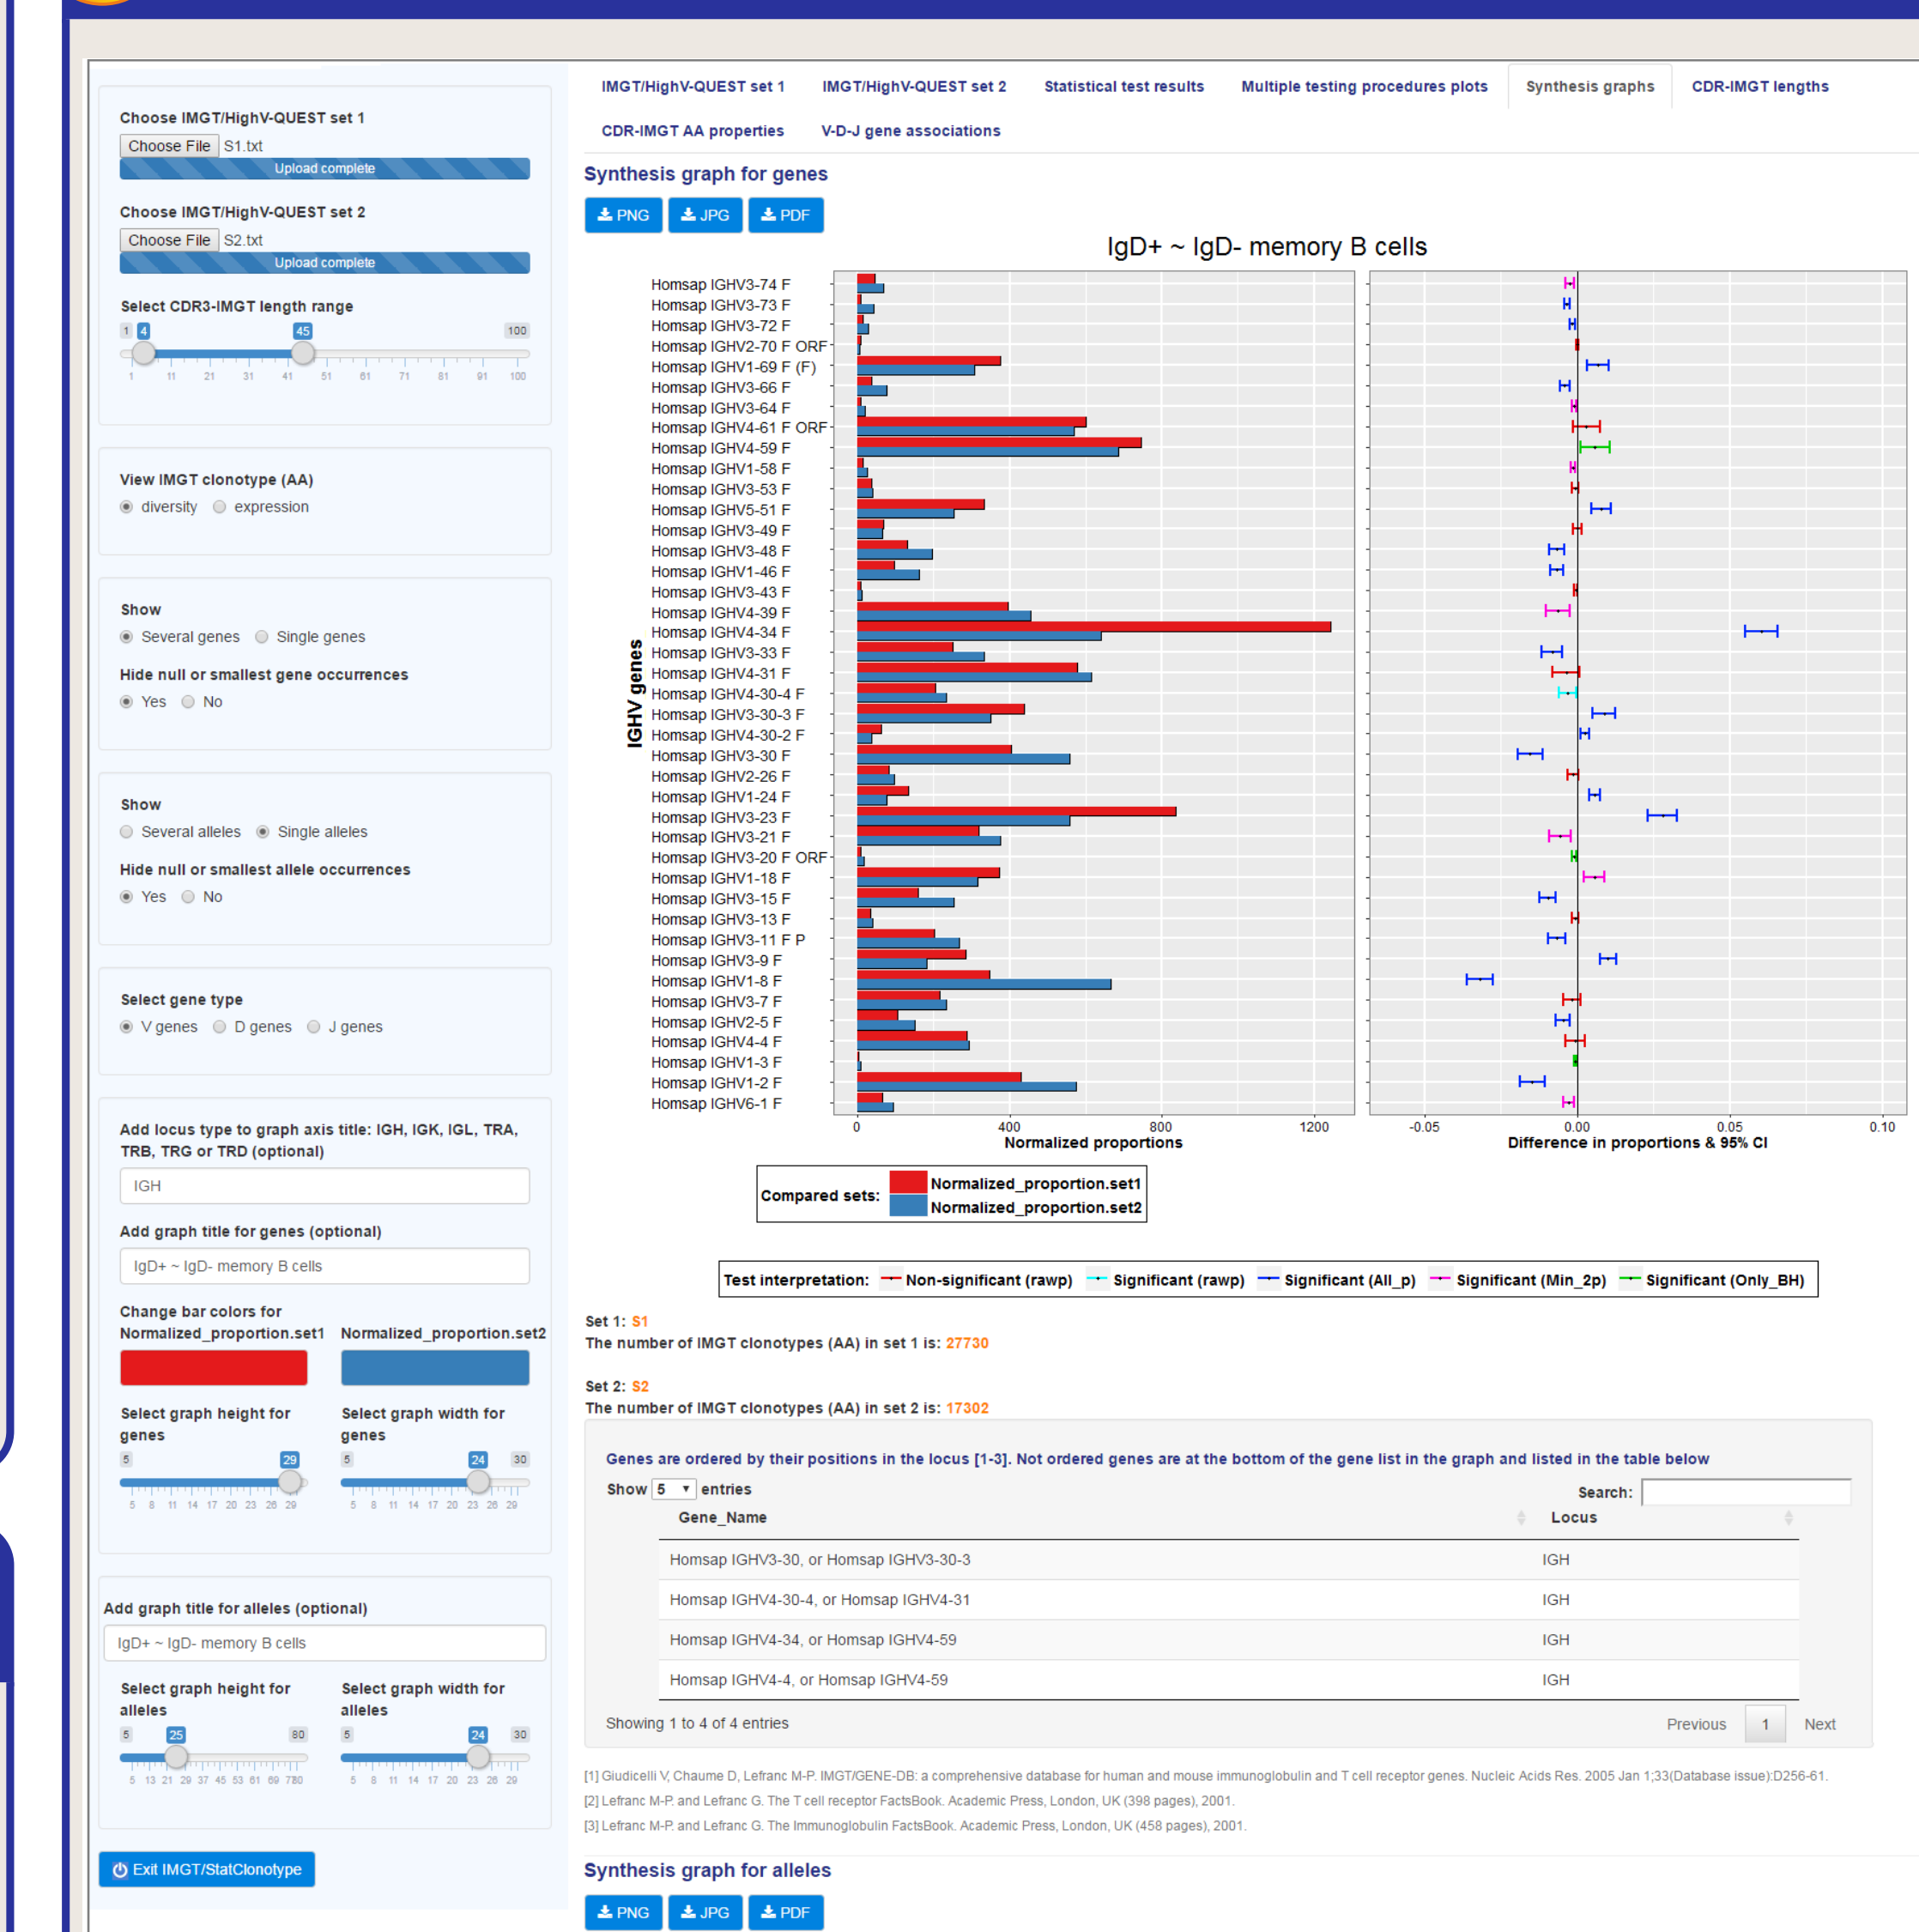 Choose IMGT/HighV-QUEST set 1
Choose File S1.txt
Upload complete
Choose IMGT/HighV-QUEST set 2
Choose File S2.txt
Upload complete
Select CDR3-IMGT length range
1 4 45 100
1 11 21 31 41 51 61 71 81 91 100
View IMGT clonotype (AA)
diversity expression
Show
Several genes Single genes
Hide null or smallest gene occurrences
Yes No
Show
Several alleles Single alleles
Hide null or smallest allele occurrences
Yes No
Select gene type
V genes D genes J genes
Add locus type to graph axis title: IGH, IGK, IGL, TRA,
TRB, TRG or TRD (optional)
IGH
Add graph title for genes (optional)
IgD+ ~ IgD- memory B cells
Change bar colors for
Normalized_proportion.set1 Normalized_proportion.set2
Select graph height for
genes
5 29
5 8 11 14 17 20 23 26 29
Select graph width for
genes
5 24 30
5 8 11 14 17 20 23 26 29
Add graph title for alleles (optional)
IgD+ ~ IgD- memory B cells
Select graph height for
alleles
5 25 80
5 13 21 29 37 45 53 61 69 7780
Select graph width for
alleles
5 24 30
5 8 11 14 17 20 23 26 29
Exit IMGT/StatClonotype
IMGT/HighV-QUEST set 1 IMGT/HighV-QUEST set 2 Statistical test results Multiple testing procedures plots Synthesis graphs CDR-IMGT lengths
CDR-IMGT AA properties V-D-J gene associations
Synthesis graph for genes
PNG JPG PDF
IgD+ ~ IgD- memory B cells
IGHV genes
Homsap IGHV3-74 F
Homsap IGHV3-73 F
Homsap IGHV3-72 F
Homsap IGHV2-70 F ORF
Homsap IGHV1-69 F (F)
Homsap IGHV3-66 F
Homsap IGHV3-64 F
Homsap IGHV4-61 F ORF
Homsap IGHV4-59 F
Homsap IGHV1-58 F
Homsap IGHV3-53 F
Homsap IGHV5-51 F
Homsap IGHV3-49 F
Homsap IGHV3-48 F
Homsap IGHV1-46 F
Homsap IGHV3-43 F
Homsap IGHV4-39 F
Homsap IGHV4-34 F
Homsap IGHV3-33 F
Homsap IGHV4-31 F
Homsap IGHV4-30-4 F
Homsap IGHV3-30-3 F
Homsap IGHV4-30-2 F
Homsap IGHV3-30 F
Homsap IGHV2-26 F
Homsap IGHV1-24 F
Homsap IGHV3-23 F
Homsap IGHV3-21 F
Homsap IGHV3-20 F ORF
Homsap IGHV1-18 F
Homsap IGHV3-15 F
Homsap IGHV3-13 F
Homsap IGHV3-11 F P
Homsap IGHV3-9 F
Homsap IGHV1-8 F
Homsap IGHV3-7 F
Homsap IGHV2-5 F
Homsap IGHV4-4 F
Homsap IGHV1-3 F
Homsap IGHV1-2 F
Homsap IGHV6-1 F
0 400 800 1200
Normalized proportions
-0.05 0.00 0.05 0.10
Difference in proportions & 95% CI
Compared sets: Normalized_proportion.set1
Normalized_proportion.set2
Test interpretation: Non-significant (rawp) Significant (rawp) Significant (All_p) Significant (Min_2p) Significant (Only_BH)
Set 1: S1
The number of IMGT clonotypes (AA) in set 1 is: 27730
Set 2: S2
The number of IMGT clonotypes (AA) in set 2 is: 17302
Genes are ordered by their positions in the locus [1-3]. Not ordered genes are at the bottom of the gene list in the graph and listed in the table below
Show 5 entries Search:
Gene_Name Locus
Homsap IGHV3-30, or Homsap IGHV3-30-3 IGH
Homsap IGHV4-30-4, or Homsap IGHV4-31 IGH
Homsap IGHV4-34, or Homsap IGHV4-59 IGH
Homsap IGHV4-4, or Homsap IGHV4-59 IGH
Showing 1 to 4 of 4 entries Previous 1 Next
[1] Giudicelli V, Chaume D, Lefranc M-P. IMGT/GENE-DB: a comprehensive database for human and mouse immunoglobulin and T cell receptor genes. Nucleic Acids Res. 2005 Jan 1;33(Database issue):D256-61.
[2] Lefranc M-P. and Lefranc G. The T cell receptor FactsBook. Academic Press, London, UK (398 pages), 2001.
[3] Lefranc M-P. and Lefranc G. The Immunoglobulin FactsBook. Academic Press, London, UK (458 pages), 2001.
Synthesis graph for alleles
PNG JPG PDF